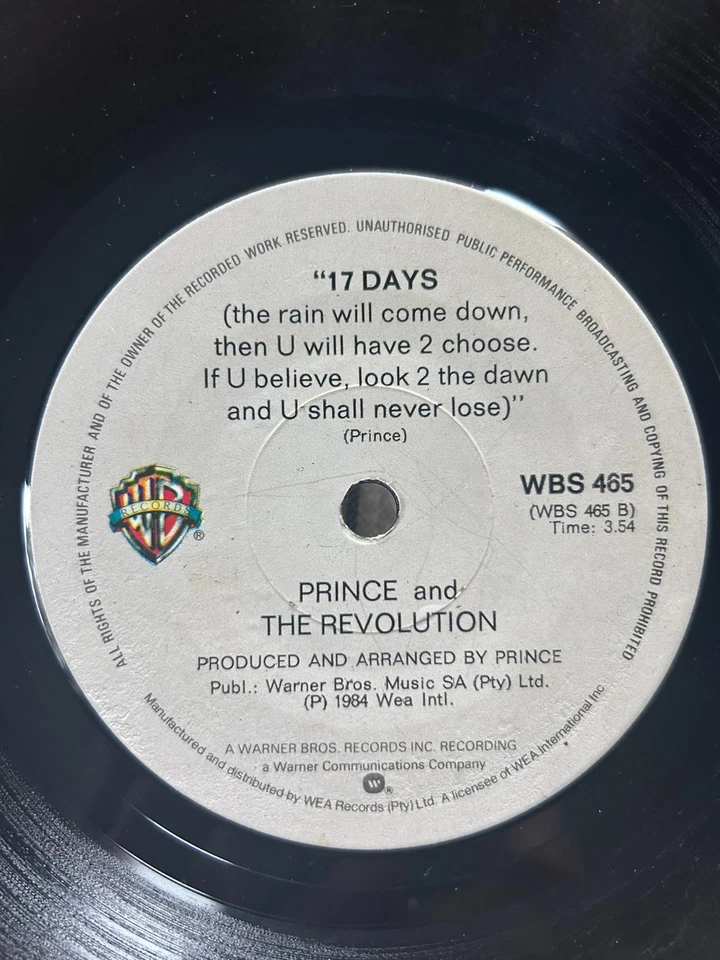 ALL RIGHTS OF THE MANUFACTURER AND OF THE OWNER OF THE RECORDED WORK RESERVED. UNAUTHORISED PUBLIC PERFORMANCE BROADCASTING AND COPYING OF THIS RECORD PROHIBITED
"17 DAYS
(the rain will come down,
then U will have 2 choose.
If U believe, look 2 the dawn
and U shall never lose)"
(Prince)
WB
RECORDS
®
WBS 465
(WBS 465 B)
Time: 3.54
PRINCE and
THE REVOLUTION
PRODUCED AND ARRANGED BY PRINCE
Publ.: Warner Bros. Music SA (Pty) Ltd.
(P) 1984 Wea Intl.
A WARNER BROS. RECORDS INC. RECORDING
a Warner Communications Company
®
Manufactured and distributed by WEA Records (Pty) Ltd. A licensee of WEA International Inc.